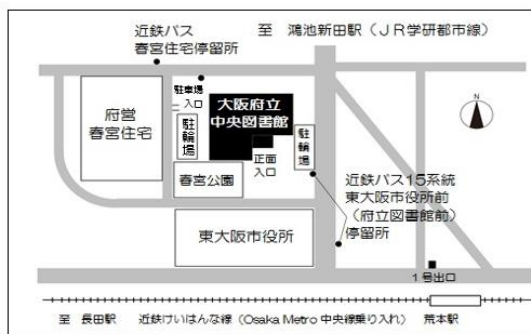 近鉄バス
春宮住宅停留所
至 鴻池新田駅（ＪＲ学研都市線）
駐車場
入口
府営
春宮住宅
大阪府立
中央図書館
駐輪場
駐輪場
正面
入口
N
春宮公園
近鉄バス15系統
東大阪市役所前
（府立図書館前）
停留所
東大阪市役所
１号出口
至 長田駅
近鉄けいはんな線（Osaka Metro 中央線乗り入れ）
荒本駅